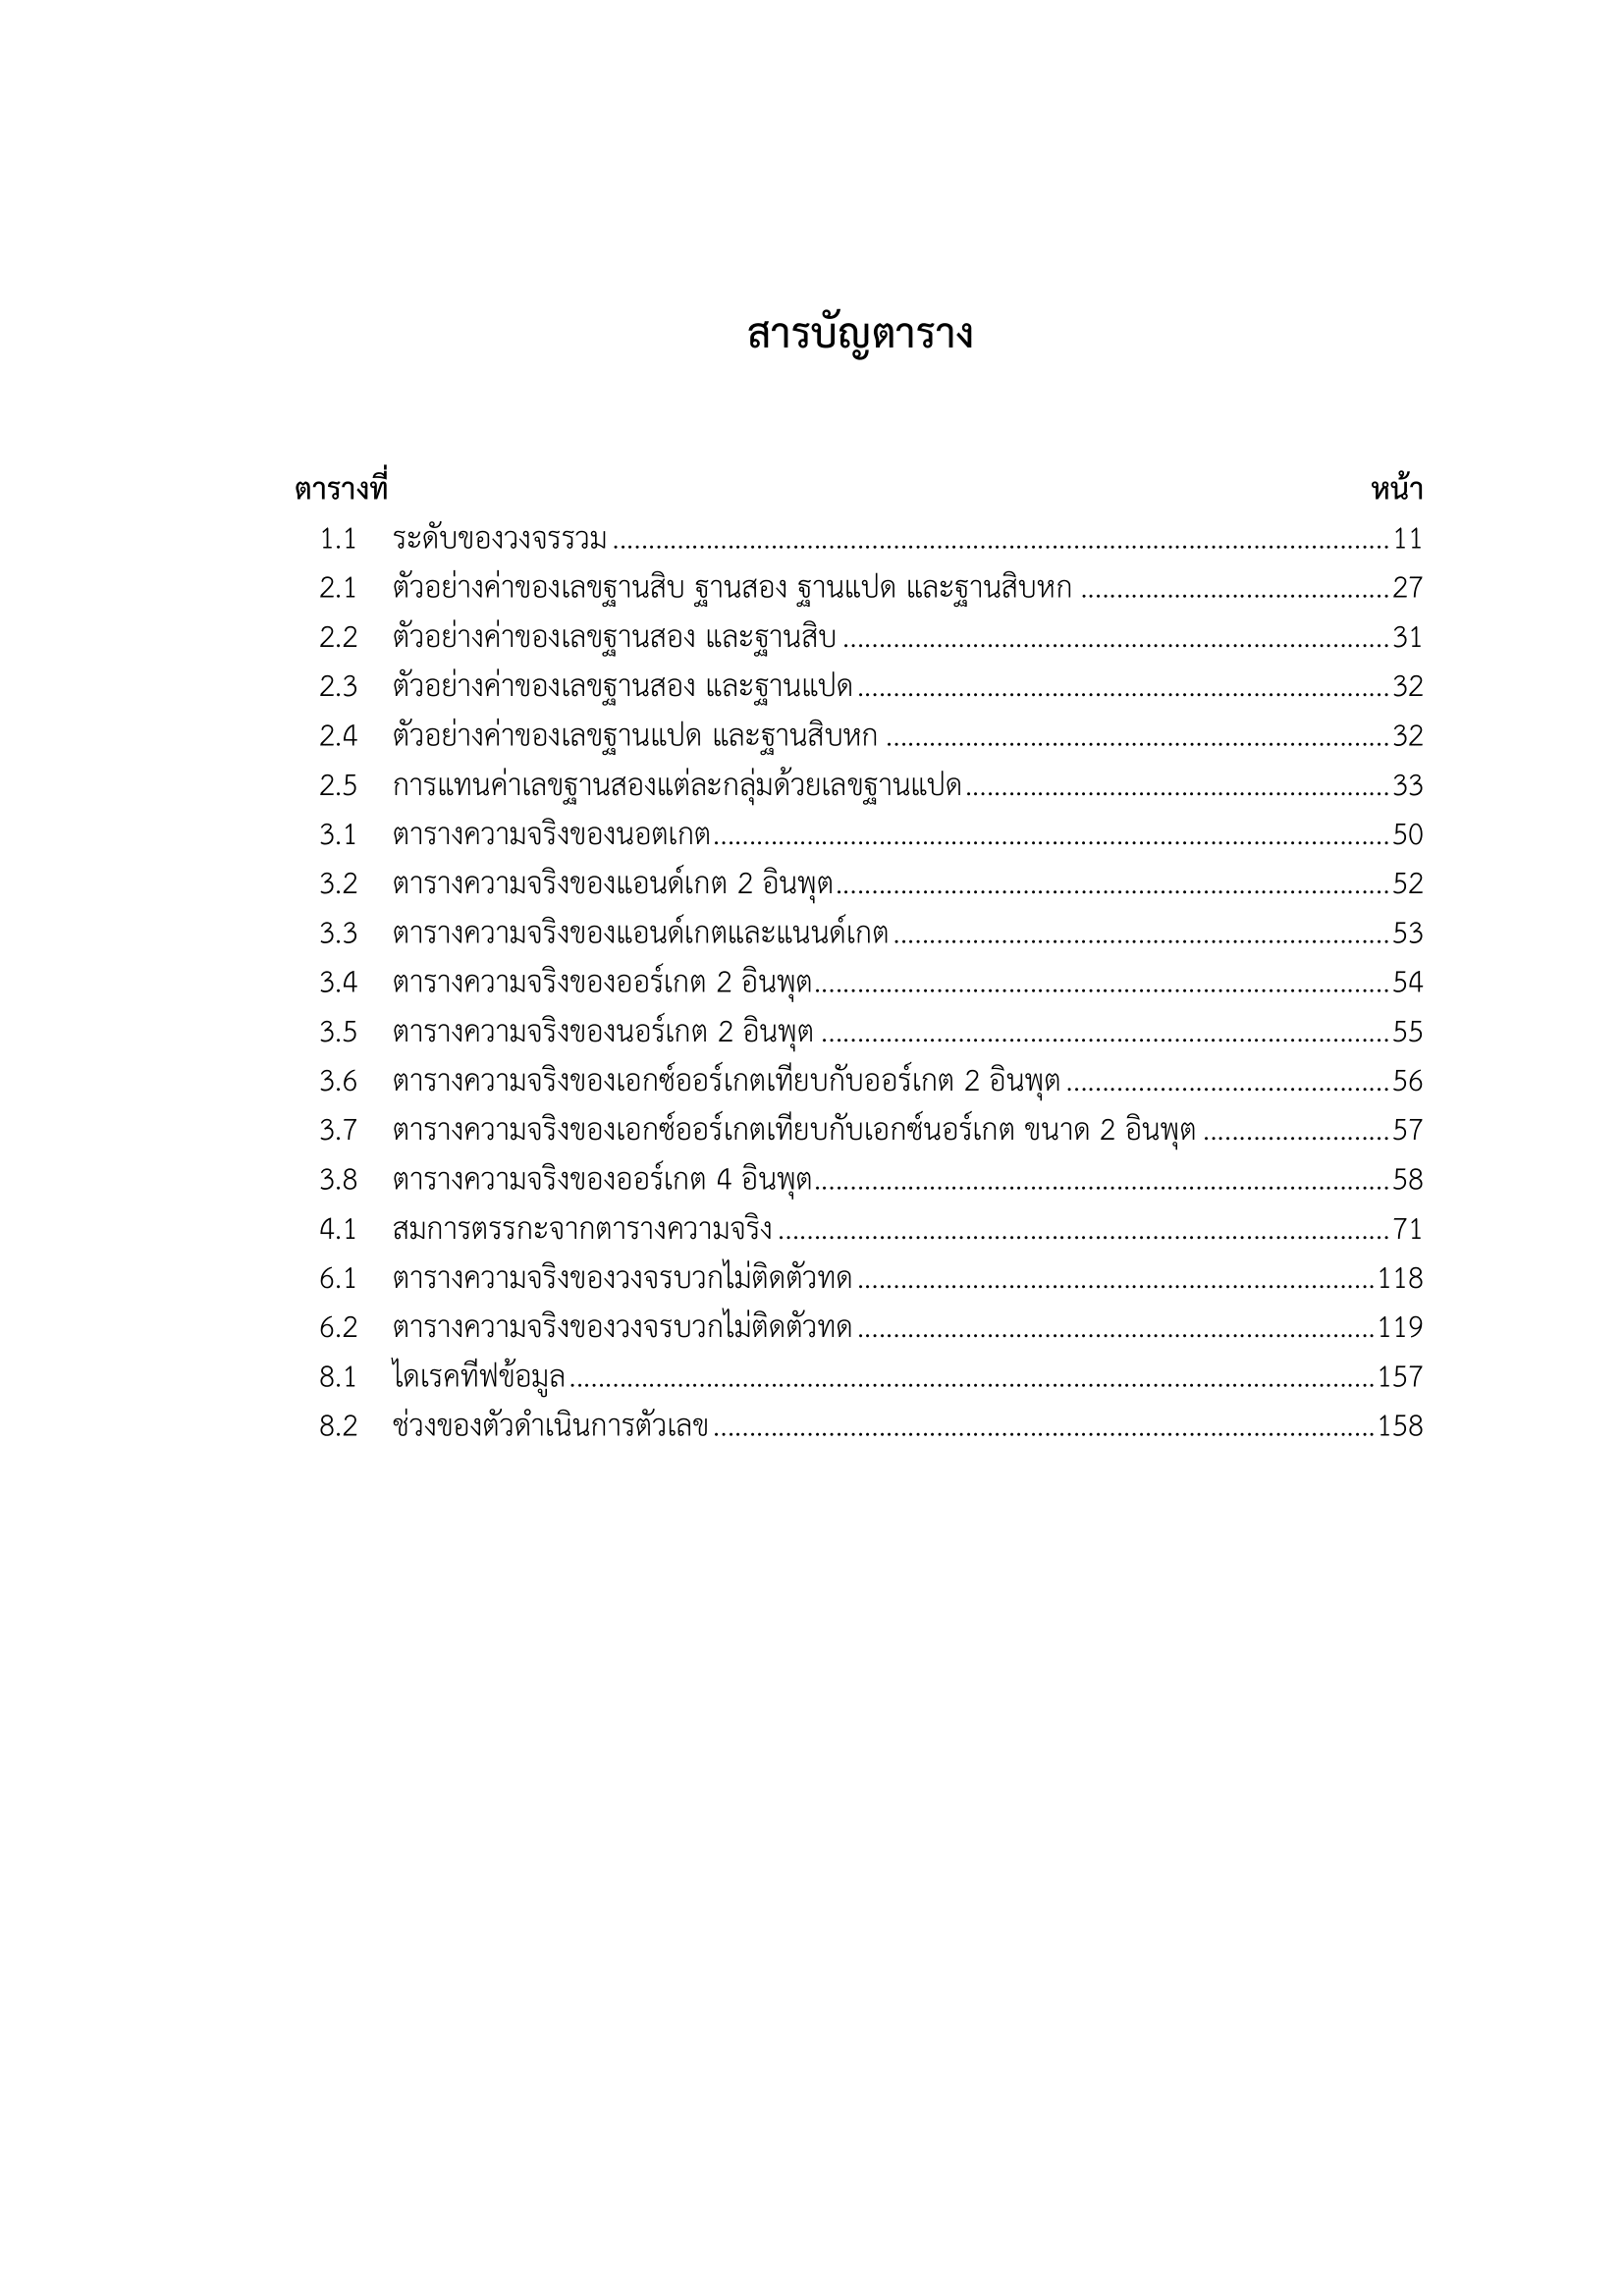 สารบัญตาราง
ตารางที่ หน้า
1.1 ระดับของวงจรรวม ........................................ 11
2.1 ตัวอย่างค่าของเลขฐานสิบ ฐานสอง ฐานแปด และฐานสิบหก ........................................ 27
2.2 ตัวอย่างค่าของเลขฐานสอง และฐานสิบ ........................................ 31
2.3 ตัวอย่างค่าของเลขฐานสอง และฐานแปด ........................................ 32
2.4 ตัวอย่างค่าของเลขฐานแปด และฐานสิบหก ........................................ 32
2.5 การแทนค่าเลขฐานสองแต่ละกลุ่มด้วยเลขฐานแปด ........................................ 33
3.1 ตารางความจริงของนอตเกต ........................................ 50
3.2 ตารางความจริงของแอนด์เกต 2 อินพุต ........................................ 52
3.3 ตารางความจริงของแอนด์เกตและแนนด์เกต ........................................ 53
3.4 ตารางความจริงของออร์เกต 2 อินพุต ........................................ 54
3.5 ตารางความจริงของนอร์เกต 2 อินพุต ........................................ 55
3.6 ตารางความจริงของเอกซ์ออร์เกตเทียบกับออร์เกต 2 อินพุต ........................................ 56
3.7 ตารางความจริงของเอกซ์ออร์เกตเทียบกับเอกซ์นอร์เกต ขนาด 2 อินพุต ........................................ 57
3.8 ตารางความจริงของออร์เกต 4 อินพุต ........................................ 58
4.1 สมการตรรกะจากตารางความจริง ........................................ 71
6.1 ตารางความจริงของวงจรบวกไม่ติดตัวทด ........................................ 118
6.2 ตารางความจริงของวงจรบวกไม่ติดตัวทด ........................................ 119
8.1 ไดเรคทีฟข้อมูล ........................................ 157
8.2 ช่วงของตัวดำเนินการตัวเลข ........................................ 158